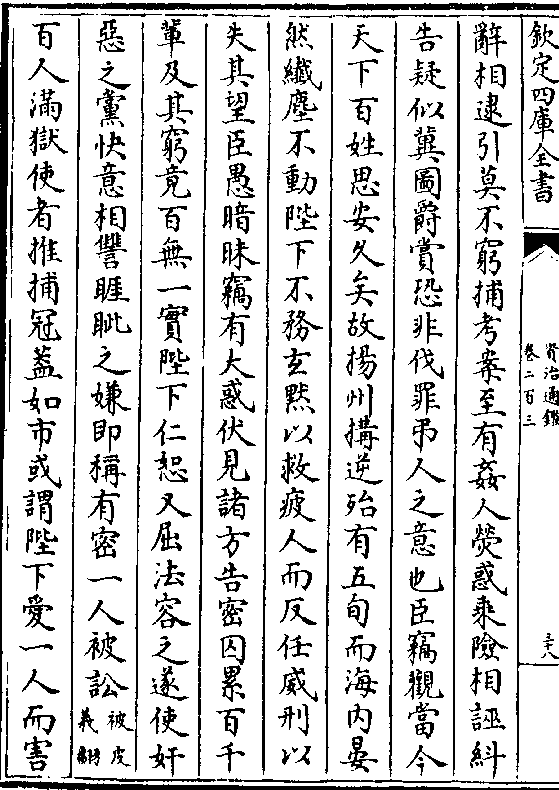 欽定四庫全書
資治通鑑
卷二百三
三十八
辭相逮引莫不窮捕考案至有姦人熒惑乘險相誣糾
告疑似冀圖爵賞恐非伐罪弔人之意也臣竊觀當今
天下百姓思安久矣故揚州搆逆殆有五旬而海内晏
然纖塵不動陛下不務玄黙以救疲人而反任威刑以
失其望臣愚暗昧竊有大惑伏見諸方告密囚累百千
輩及其窮竟百無一實陛下仁恕又屈法容之遂使奸
惡之黨快意相讐睚眦之嫌即稱有密一人被訟被皮義翻
百人滿獄使者推捕冠蓋如市或謂陛下愛一人而害